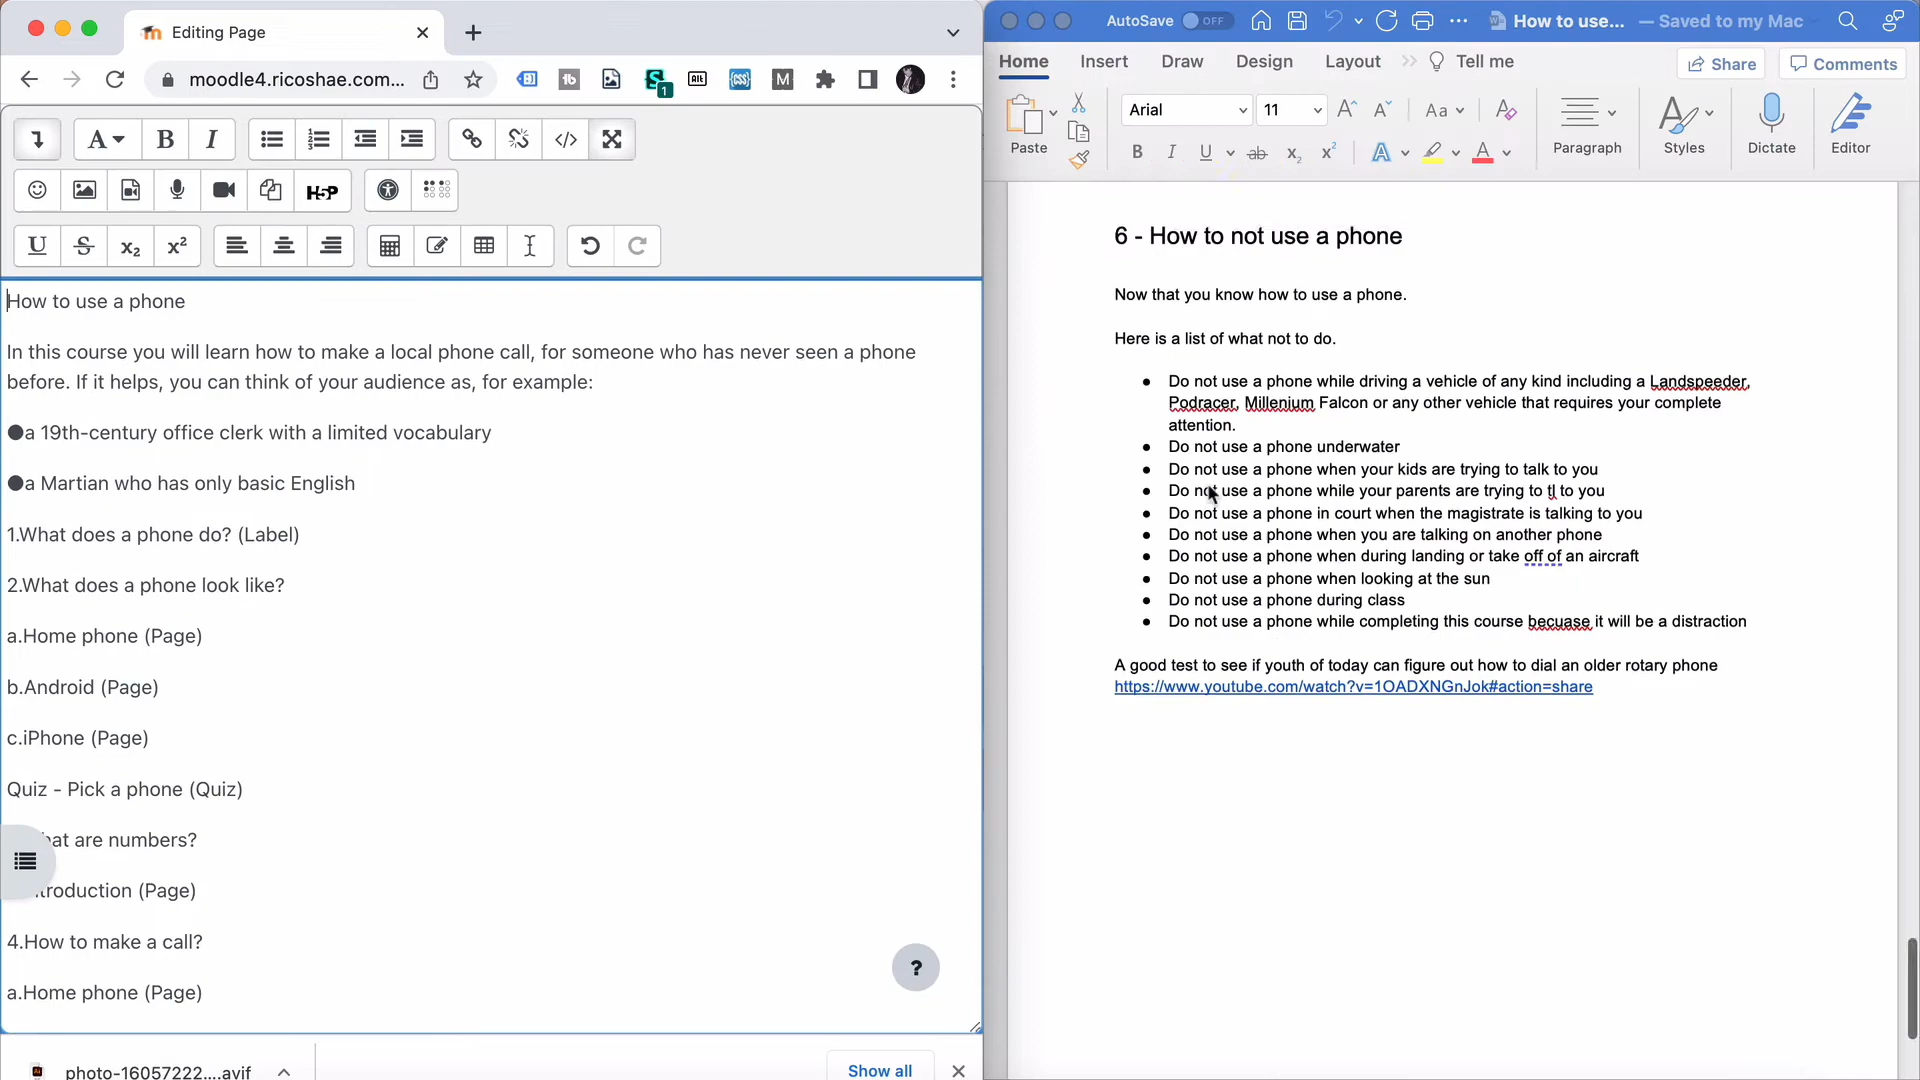 Editing Page
moodle4.ricoshae.com...
1
H5P
How to use a phone
In this course you will learn how to make a local phone call, for someone who has never seen a phone
before. If it helps, you can think of your audience as, for example:
●a 19th-century office clerk with a limited vocabulary
●a Martian who has only basic English
1.What does a phone do? (Label)
2.What does a phone look like?
a.Home phone (Page)
b.Android (Page)
c.iPhone (Page)
Quiz - Pick a phone (Quiz)
at are numbers?
troduction (Page)
4.How to make a call?
a.Home phone (Page)
?
photo-16057222....avif
Show all
AutoSave OFF
How to use... — Saved to my Mac
Home Insert Draw Design Layout Tell me Share Comments
Paste Arial 11 Aa Paragraph Styles Dictate Editor
6 - How to not use a phone
Now that you know how to use a phone.
Here is a list of what not to do.
● Do not use a phone while driving a vehicle of any kind including a Landspeeder,
Podracer, Millenium Falcon or any other vehicle that requires your complete
attention.
● Do not use a phone underwater
● Do not use a phone when your kids are trying to talk to you
● Do not use a phone while your parents are trying to tl to you
● Do not use a phone in court when the magistrate is talking to you
● Do not use a phone when you are talking on another phone
● Do not use a phone when during landing or take off of an aircraft
● Do not use a phone when looking at the sun
● Do not use a phone during class
● Do not use a phone while completing this course becuase it will be a distraction
A good test to see if youth of today can figure out how to dial an older rotary phone
https://www.youtube.com/watch?v=1OADXNGnJok#action=share